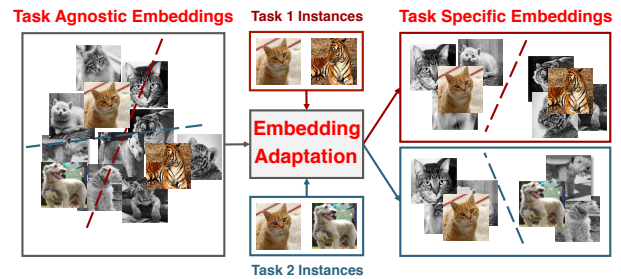 Task Agnostic Embeddings
Task 1 Instances
Task Specific Embeddings
Embedding
Adaptation
Task 2 Instances